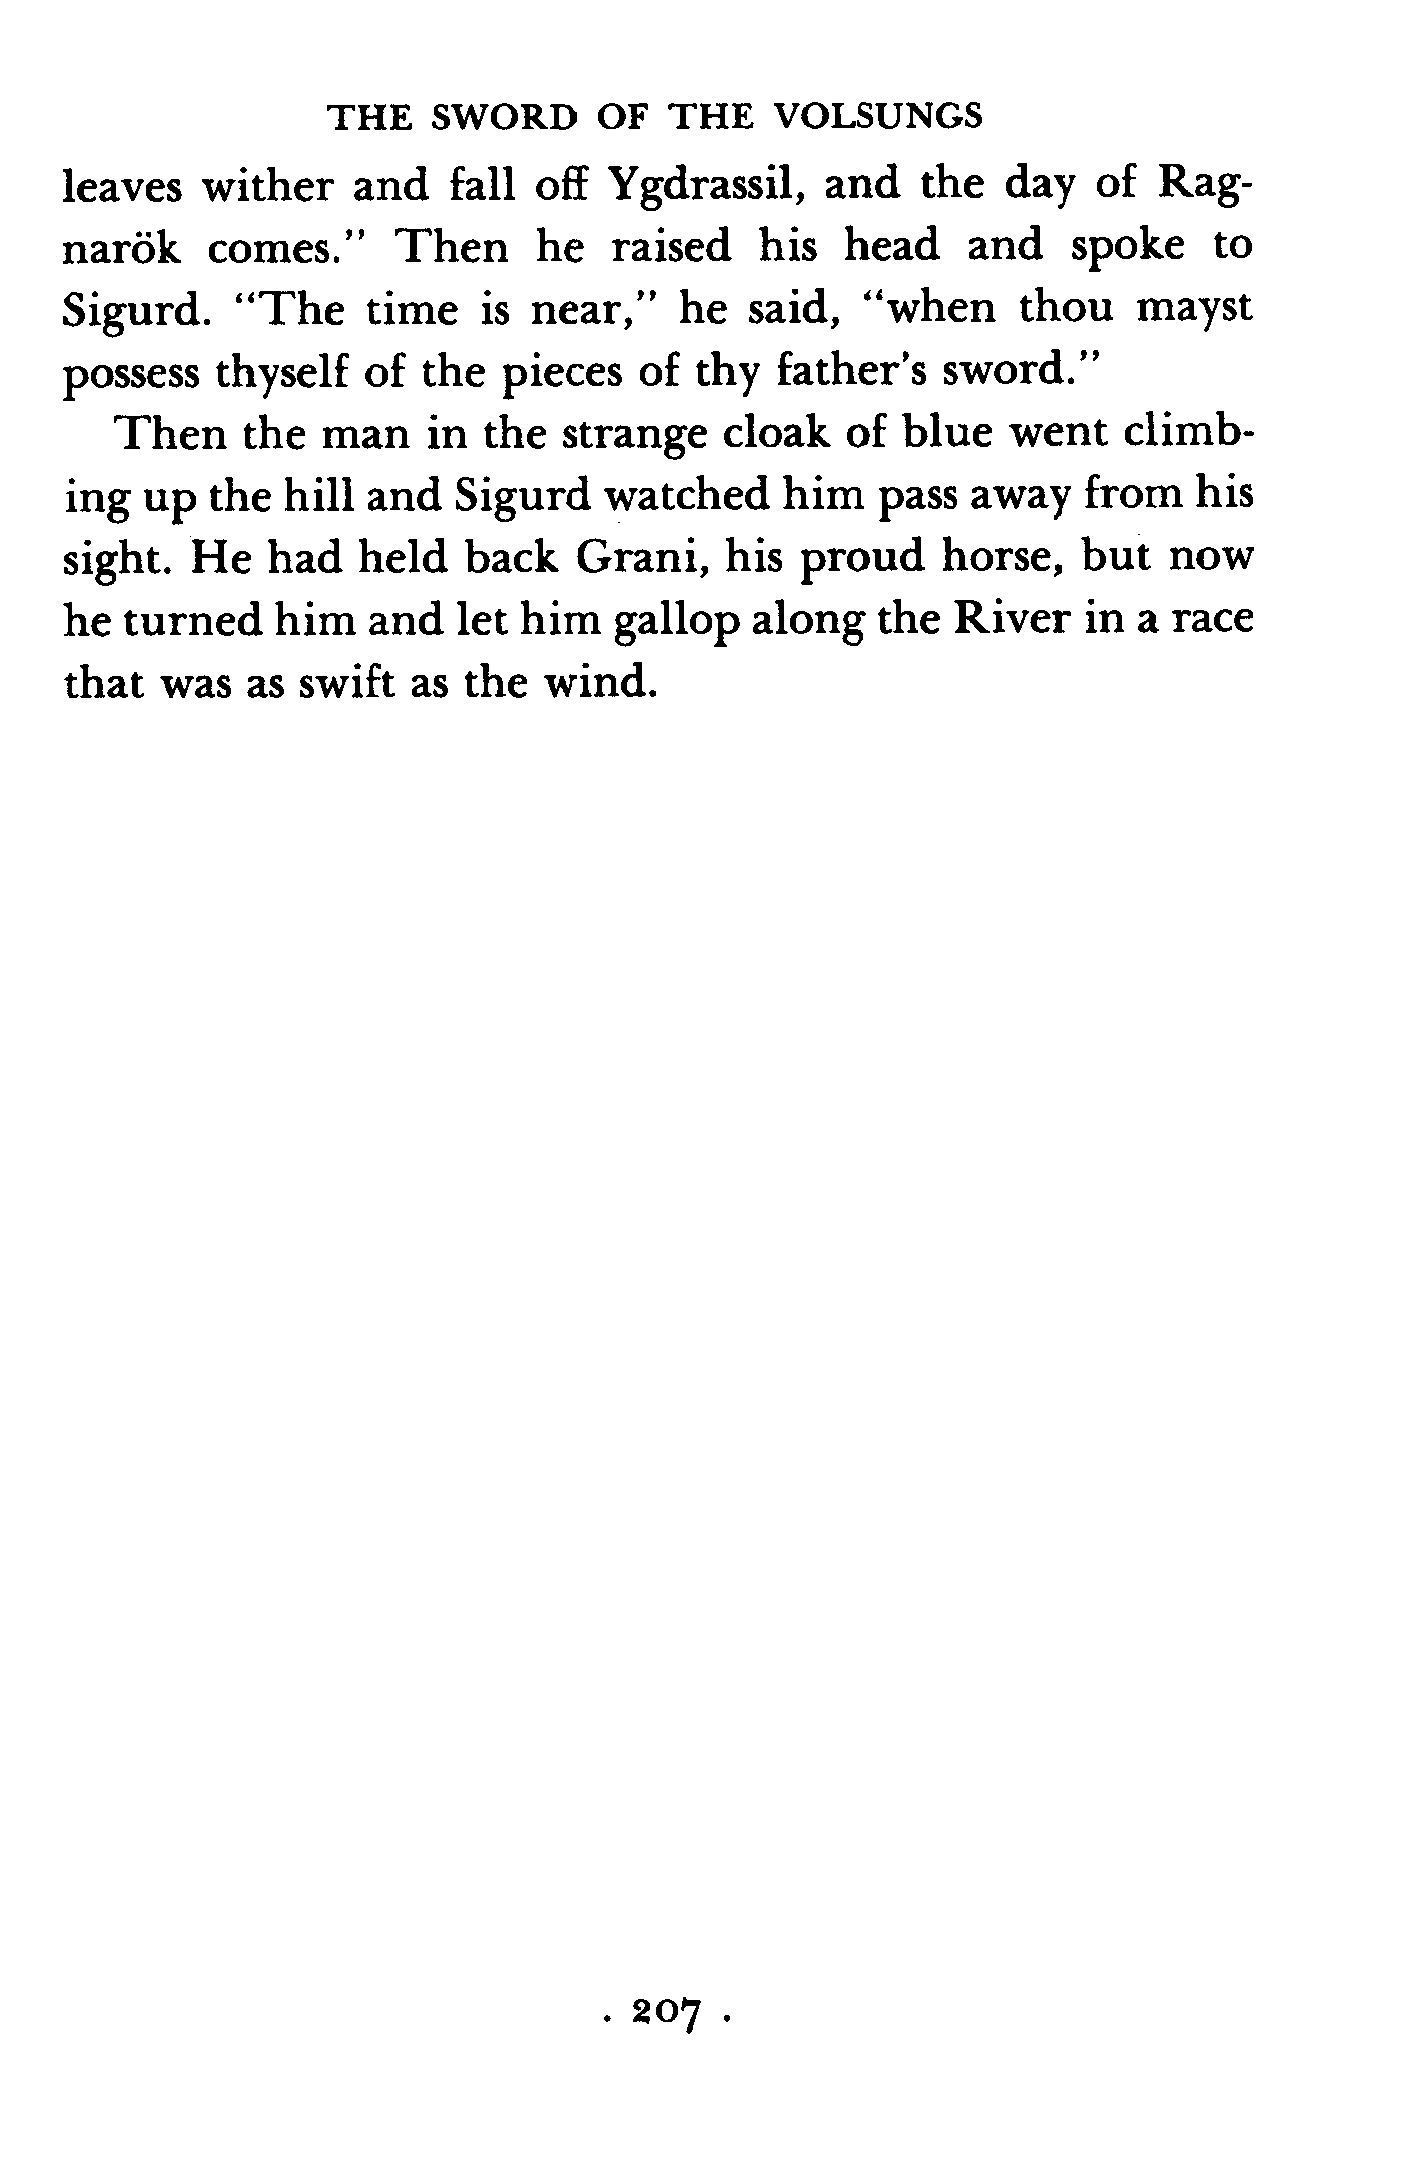 THE SWORD OF THE VOLSUNGS
leaves wither and fall off Ygdrassil, and the day of Rag-
narök comes." Then he raised his head and spoke to
Sigurd. "The time is near," he said, "when thou mayst
possess thyself of the pieces of thy father's sword."
Then the man in the strange cloak of blue went climb-
ing up the hill and Sigurd watched him pass away from his
sight. He had held back Grani, his proud horse, but now
he turned him and let him gallop along the River in a race
that was as swift as the wind.
. 207 .